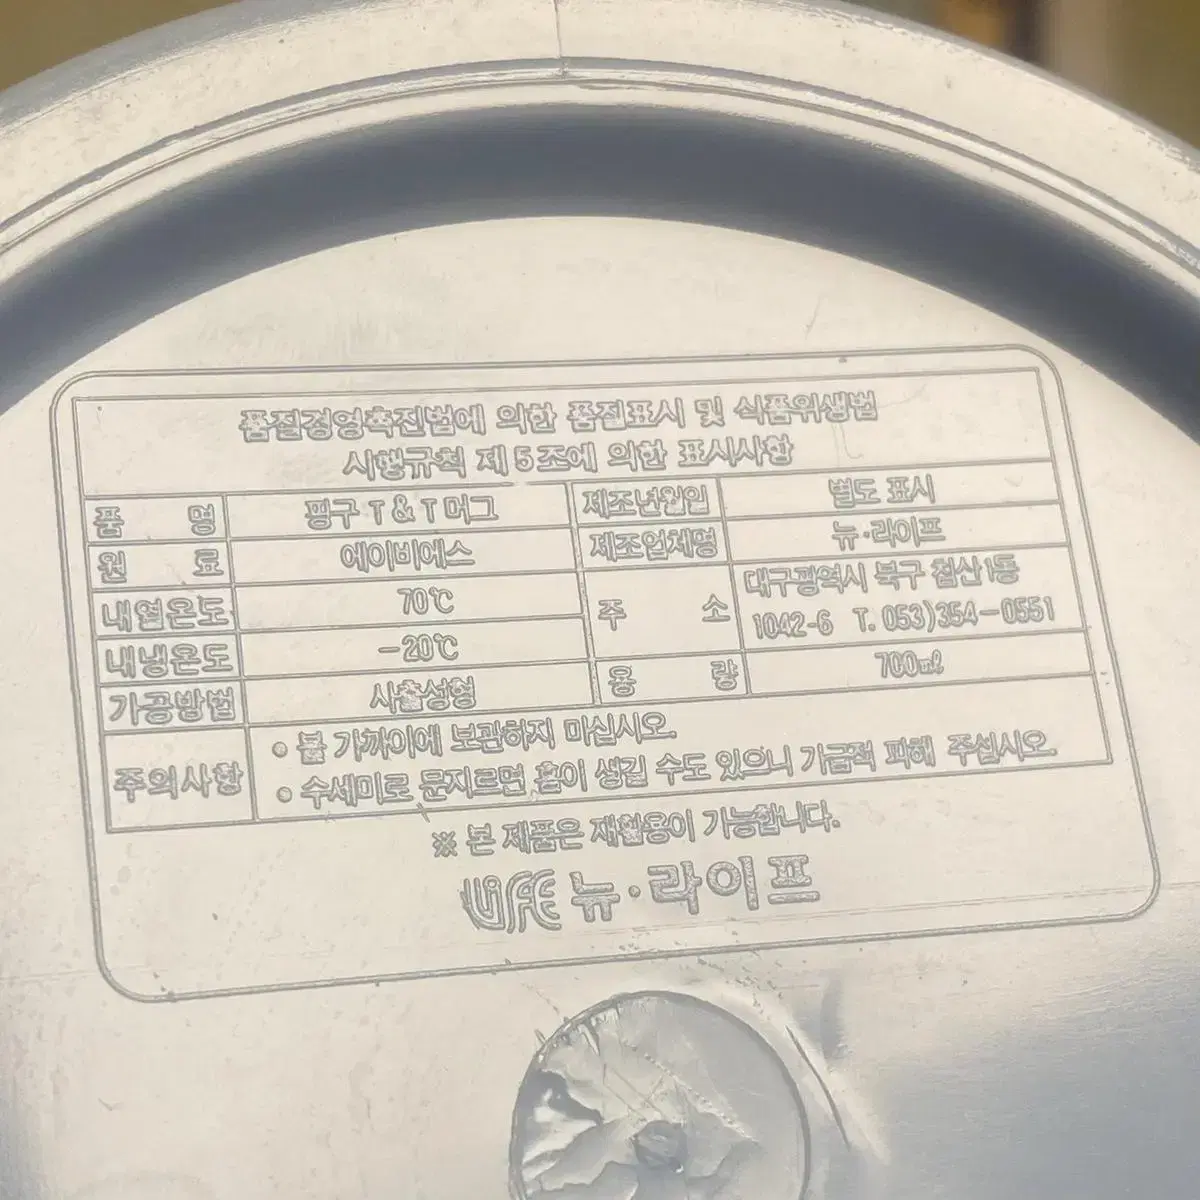 품질경영촉진법에 의한 품질표시 및 식품위생법
시행규칙 제5조에 의한 표시사항
품 명 핑구 T & T 머그 제조년월일 별도 표시
원 료 에이비에스 제조업체명 뉴·라이프
내열온도 70℃ 주 소 대구광역시 북구 침산1동
1042-6 T. 053)354-0551
내냉온도 -20℃
가공방법 사출성형 용 량 700㎖
주의사항 • 불 가까이에 보관하지 마십시오.
• 수세미로 문지르면 흠이 생길 수도 있으니 가급적 피해 주십시오.
※ 본 제품은 재활용이 가능합니다.
뉴·라이프